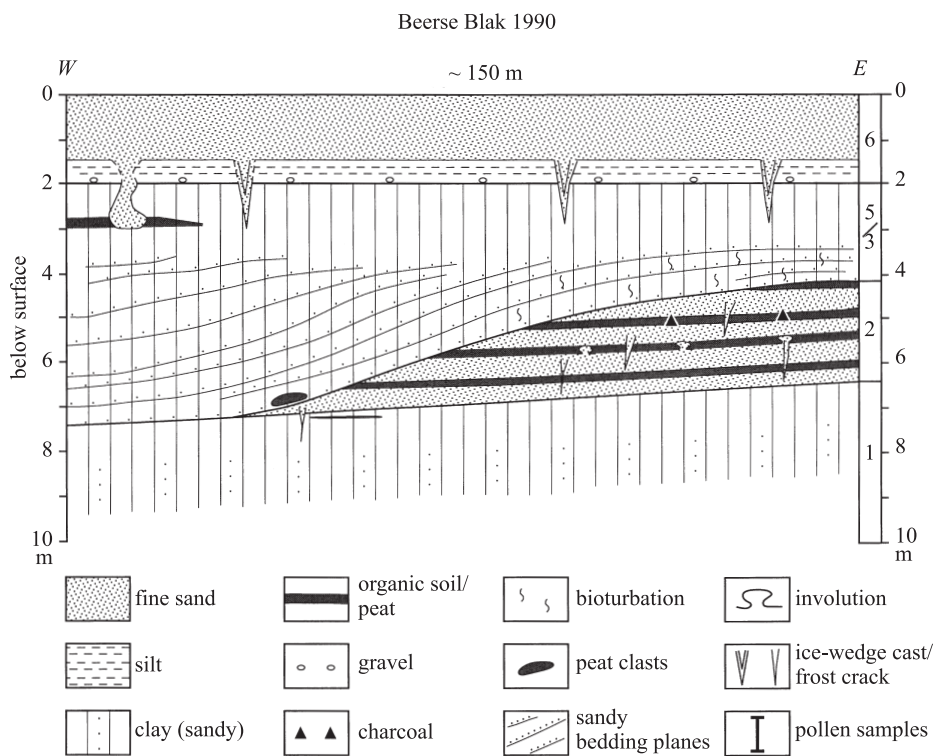 Beerse Blak 1990
W
~ 150 m
E
0
0
6
2
2
5
3
4
4
2
below surface
6
6
8
1
8
10
m
10
m
fine sand
organic soil/
peat
bioturbation
involution
silt
gravel
peat clasts
ice-wedge cast/
frost crack
clay (sandy)
charcoal
sandy
bedding planes
pollen samples